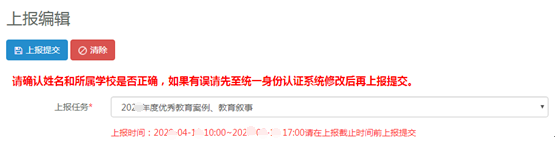 上报编辑
上报提交 清除
请确认姓名和所属学校是否正确，如果有误请先至统一身份认证系统修改后再上报提交。
上报任务* 年度优秀教育案例、教育叙事
上报时间： 10:00~ 17:00请在上报截止时间前上报提交